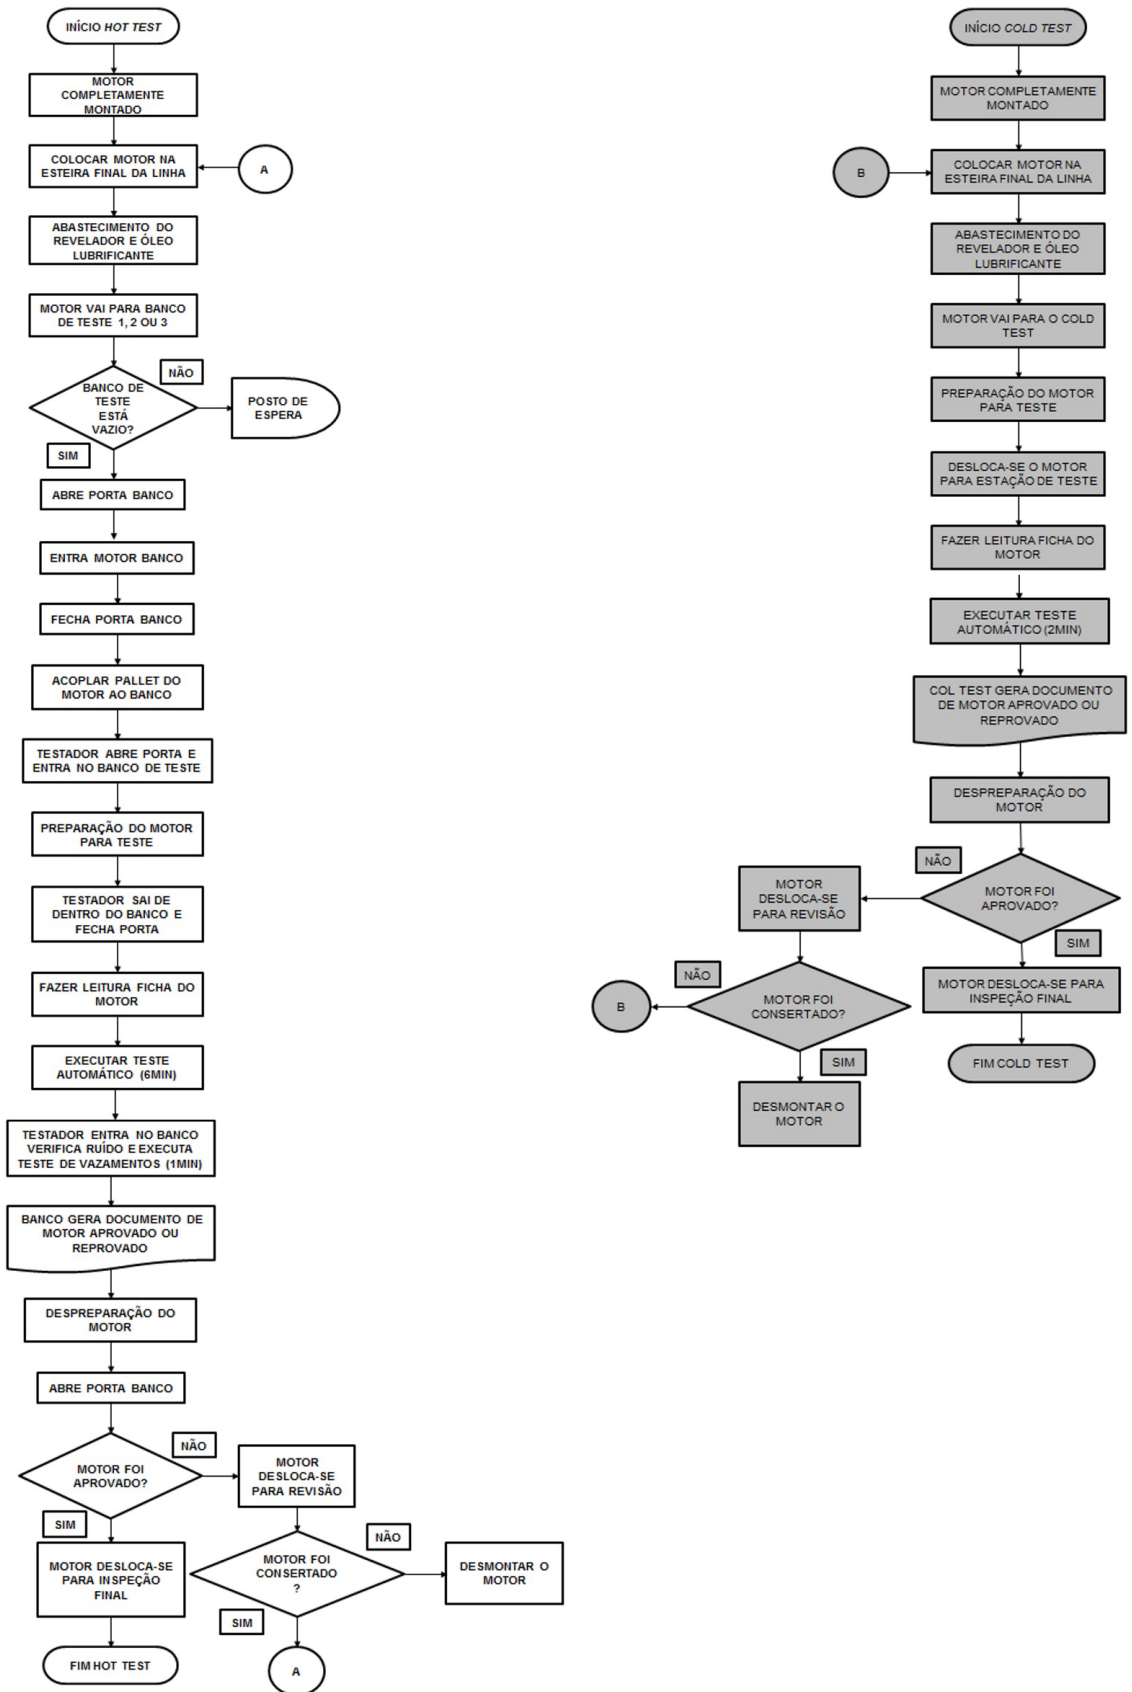 INÍCIO HOT TEST
MOTOR
COMPLETAMENTE
MONTADO
COLOCAR MOTOR NA
ESTEIRA FINAL DA LINHA
A
ABASTECIMENTO DO
REVELADOR E ÓLEO
LUBRIFICANTE
MOTOR VAI PARA BANCO
DE TESTE 1, 2 OU 3
NÃO
BANCO DE
TESTE
ESTÁ
VAZIO?
POSTO DE
ESPERA
SIM
ABRE PORTA BANCO
ENTRA MOTOR BANCO
FECHA PORTA BANCO
ACOPLAR PALLET DO
MOTOR AO BANCO
TESTADOR ABRE PORTA E
ENTRA NO BANCO DE TESTE
PREPARAÇÃO DO MOTOR
PARA TESTE
TESTADOR SAI DE
DENTRO DO BANCO E
FECHA PORTA
FAZER LEITURA FICHA DO
MOTOR
EXECUTAR TESTE
AUTOMÁTICO (6MIN)
TESTADOR ENTRA NO BANCO
VERIFICA RUÍDO E EXECUTA
TESTE DE VAZAMENTOS (1MIN)
BANCO GERA DOCUMENTO DE
MOTOR APROVADO OU
REPROVADO
DESPREPARAÇÃO DO
MOTOR
ABRE PORTA BANCO
NÃO
MOTOR FOI
APROVADO?
MOTOR
DESLOCA-SE
PARA REVISÃO
SIM
NÃO
MOTOR DESLOCA-SE
PARA INSPEÇÃO
FINAL
MOTOR FOI
CONSERTADO
?
DESMONTAR O
MOTOR
SIM
FIM HOT TEST
A
INÍCIO COLD TEST
MOTOR COMPLETAMENTE
MONTADO
B
COLOCAR MOTOR NA
ESTEIRA FINAL DA LINHA
ABASTECIMENTO DO
REVELADOR E ÓLEO
LUBRIFICANTE
MOTOR VAI PARA O COLD
TEST
PREPARAÇÃO DO MOTOR
PARA TESTE
DESLOCA-SE O MOTOR
PARA ESTAÇÃO DE TESTE
FAZER LEITURA FICHA DO
MOTOR
EXECUTAR TESTE
AUTOMÁTICO (2MIN)
COL TEST GERA DOCUMENTO
DE MOTOR APROVADO OU
REPROVADO
DESPREPARAÇÃO DO
MOTOR
NÃO
MOTOR FOI
APROVADO?
MOTOR
DESLOCA-SE
PARA REVISÃO
SIM
NÃO
MOTOR DESLOCA-SE PARA
INSPEÇÃO FINAL
B
MOTOR FOI
CONSERTADO?
SIM
FIM COLD TEST
DESMONTAR O
MOTOR